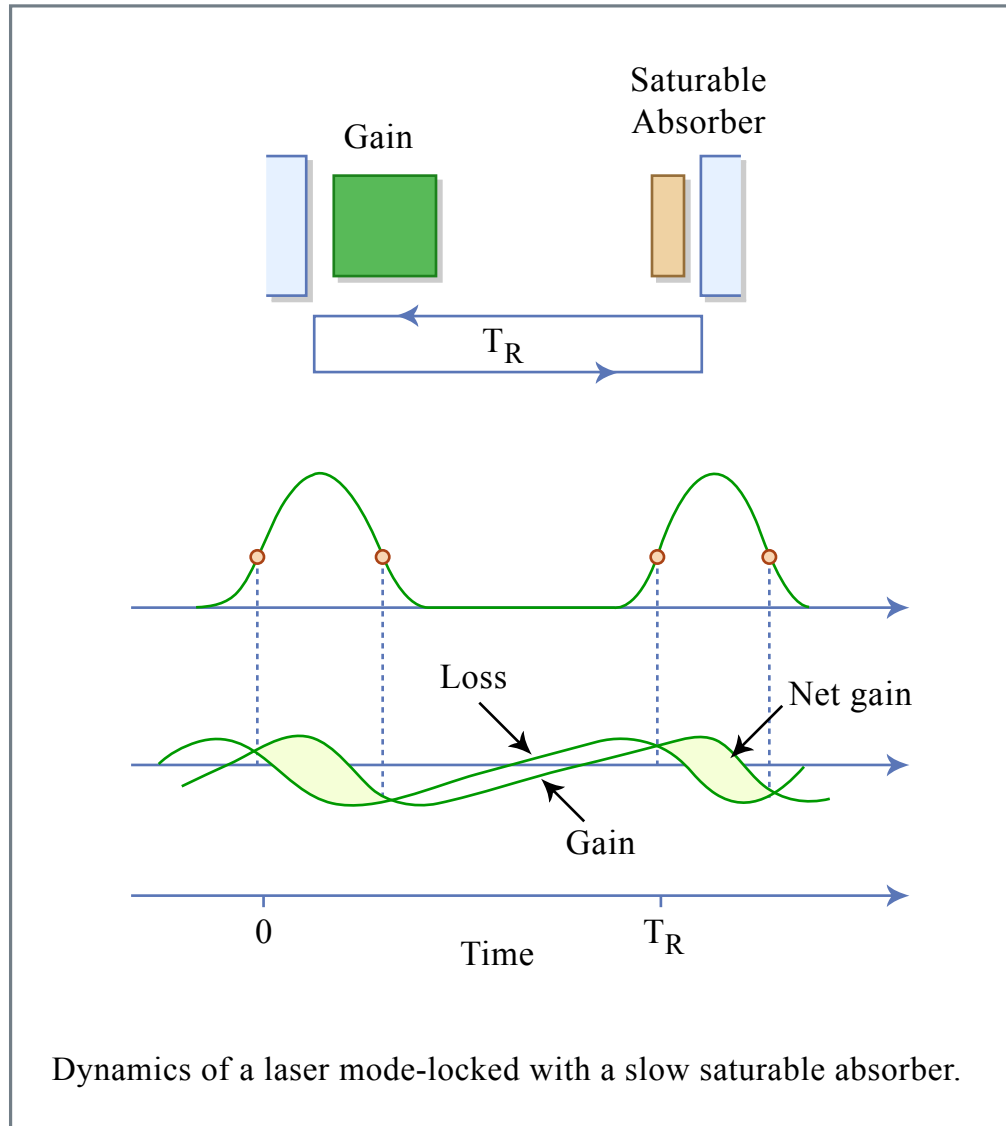 Saturable
Absorber
Gain
T_R
Loss
Net gain
Gain
0
T_R
Time
Dynamics of a laser mode-locked with a slow saturable absorber.